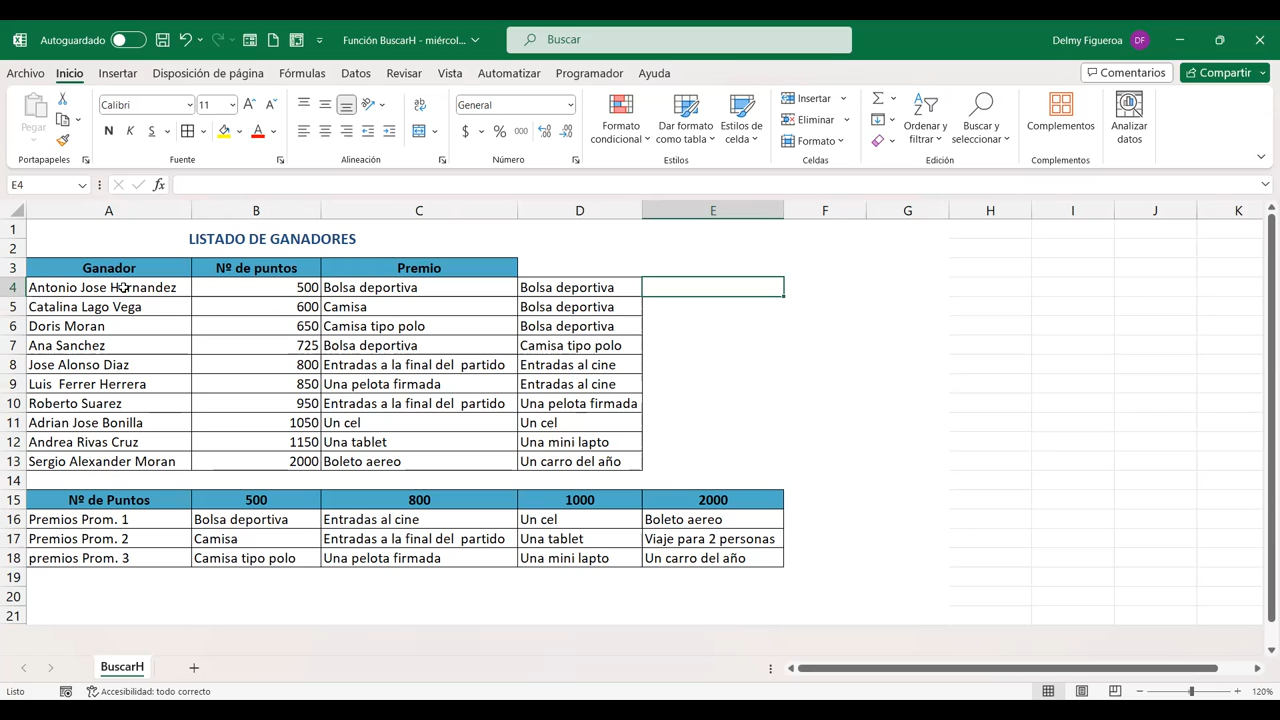 Autoguardado
Función BuscarH - miércol...
Buscar
Delmy Figueroa DF
Archivo Inicio Insertar Disposición de página Fórmulas Datos Revisar Vista Automatizar Programador Ayuda
Comentarios Compartir
Pegar
Calibri 11
N K S
General
$ % 000
Formato condicional
Dar formato como tabla
Estilos de celda
Insertar
Eliminar
Formato
Ordenar y filtrar
Buscar y seleccionar
Complementos
Analizar datos
Portapapeles Fuente Alineación Número Estilos Celdas Edición Complementos
E4 fx
A B C D E F G H I J K
1
LISTADO DE GANADORES
2
3 Ganador Nº de puntos Premio
4 Antonio Jose Hernandez 500 Bolsa deportiva Bolsa deportiva
5 Catalina Lago Vega 600 Camisa Bolsa deportiva
6 Doris Moran 650 Camisa tipo polo Bolsa deportiva
7 Ana Sanchez 725 Bolsa deportiva Camisa tipo polo
8 Jose Alonso Diaz 800 Entradas a la final del  partido Entradas al cine
9 Luis  Ferrer Herrera 850 Una pelota firmada Entradas al cine
10 Roberto Suarez 950 Entradas a la final del  partido Una pelota firmada
11 Adrian Jose Bonilla 1050 Un cel Un cel
12 Andrea Rivas Cruz 1150 Una tablet Una mini lapto
13 Sergio Alexander Moran 2000 Boleto aereo Un carro del año
14
15 Nº de Puntos 500 800 1000 2000
16 Premios Prom. 1 Bolsa deportiva Entradas al cine Un cel Boleto aereo
17 Premios Prom. 2 Camisa Entradas a la final del  partido Una tablet Viaje para 2 personas
18 premios Prom. 3 Camisa tipo polo Una pelota firmada Una mini lapto Un carro del año
19
20
21
BuscarH
Listo Accesibilidad: todo correcto 120%